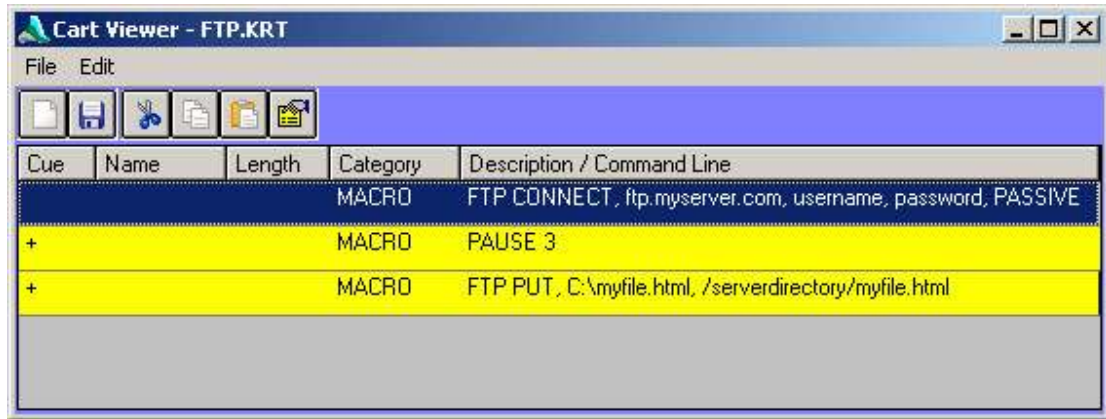 Cart Viewer - FTP.KRT
File Edit
Cue Name Length Category Description / Command Line
MACRO FTP CONNECT, ftp.myserver.com, username, password, PASSIVE
+ MACRO PAUSE 3
+ MACRO FTP PUT, C:\myfile.html, /serverdirectory/myfile.html